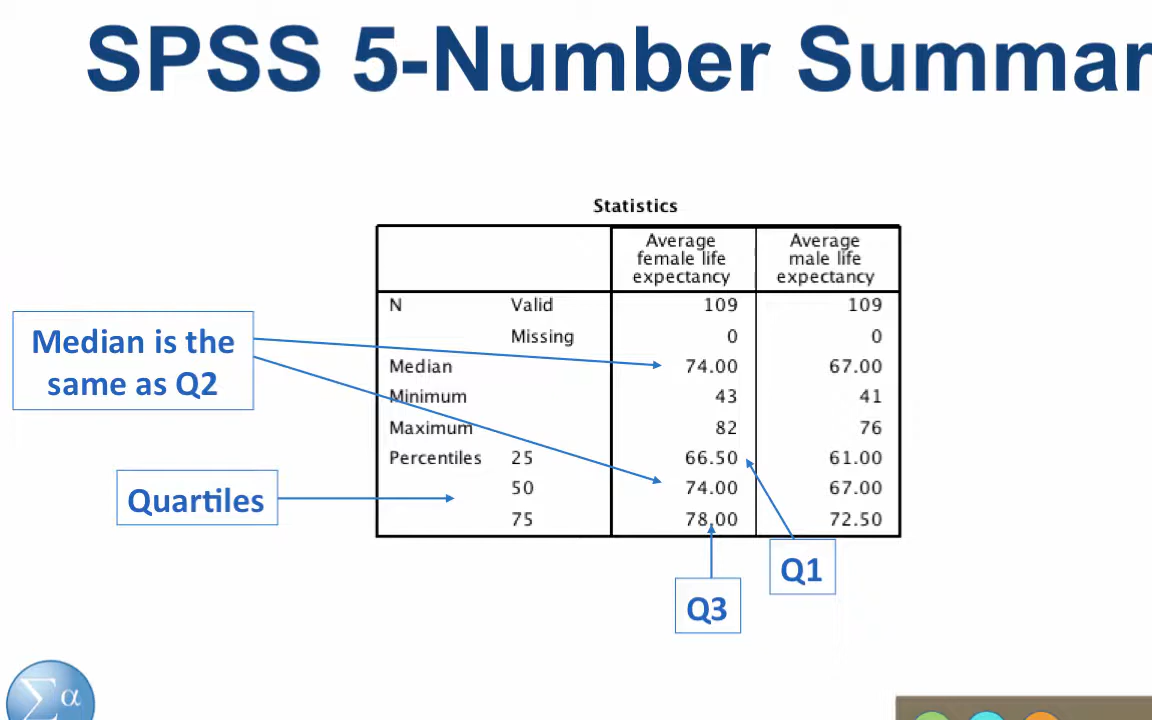 SPSS 5-Number Summar
Statistics
Average female life expectancy
Average male life expectancy
N Valid 109 109
Missing 0 0
Median is the
same as Q2
Median 74.00 67.00
Minimum 43 41
Maximum 82 76
Percentiles 25 66.50 61.00
Quartiles
50 74.00 67.00
75 78.00 72.50
Q1
Q3
Σα